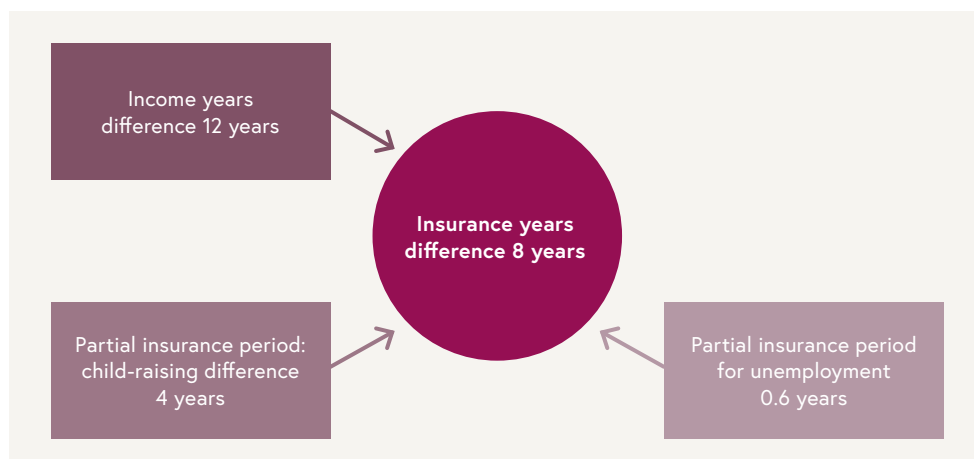 Income years
difference 12 years
Insurance years
difference 8 years
Partial insurance period:
child-raising difference
4 years
Partial insurance period
for unemployment
0.6 years